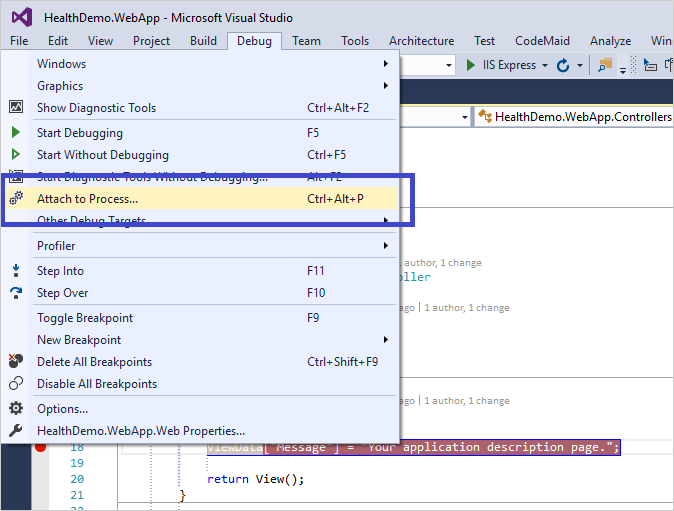 HealthDemo.WebApp - Microsoft Visual Studio
File Edit View Project Build Debug Team Tools Architecture Test CodeMaid Analyze
IIS Express
Windows
Graphics
Show Diagnostic Tools Ctrl+Alt+F2
HealthDemo.WebApp.Controllers
Start Debugging F5
Start Without Debugging Ctrl+F5
Start Diagnostic Tools Without Debugging... Alt+F2
Attach to Process... Ctrl+Alt+P
Other Debug Targets
Profiler
1 author, 1 change
Step Into F11
oller
Step Over F10
ago | 1 author, 1 change
Toggle Breakpoint F9
New Breakpoint
Delete All Breakpoints Ctrl+Shift+F9
Disable All Breakpoints
ago | 1 author, 1 change
Options...
HealthDemo.WebApp.Web Properties...
18 ViewData["Message"] = "Your application description page.";
19
20 return View();
21 }